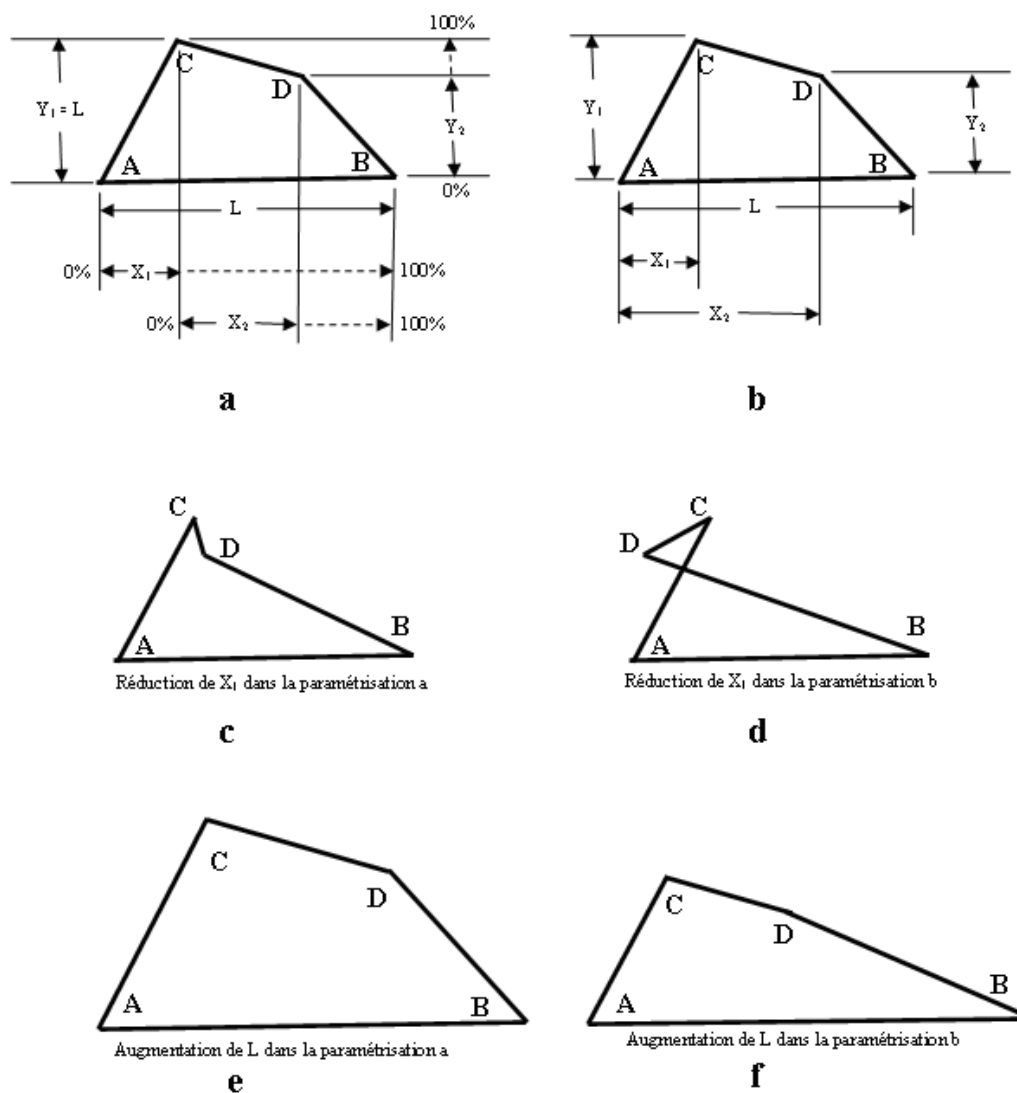 100%
C
D
Y₁ = L
Y₂
A
B
0%
L
0%
X₁
100%
0%
X₂
100%
a
C
D
Y₁
Y₂
A
B
L
X₁
X₂
b
C
D
A
B
Réduction de X₁ dans la paramétrisation a
c
C
D
A
B
Réduction de X₁ dans la paramétrisation b
d
C
D
A
B
Augmentation de L dans la paramétrisation a
e
C
D
A
B
Augmentation de L dans la paramétrisation b
f